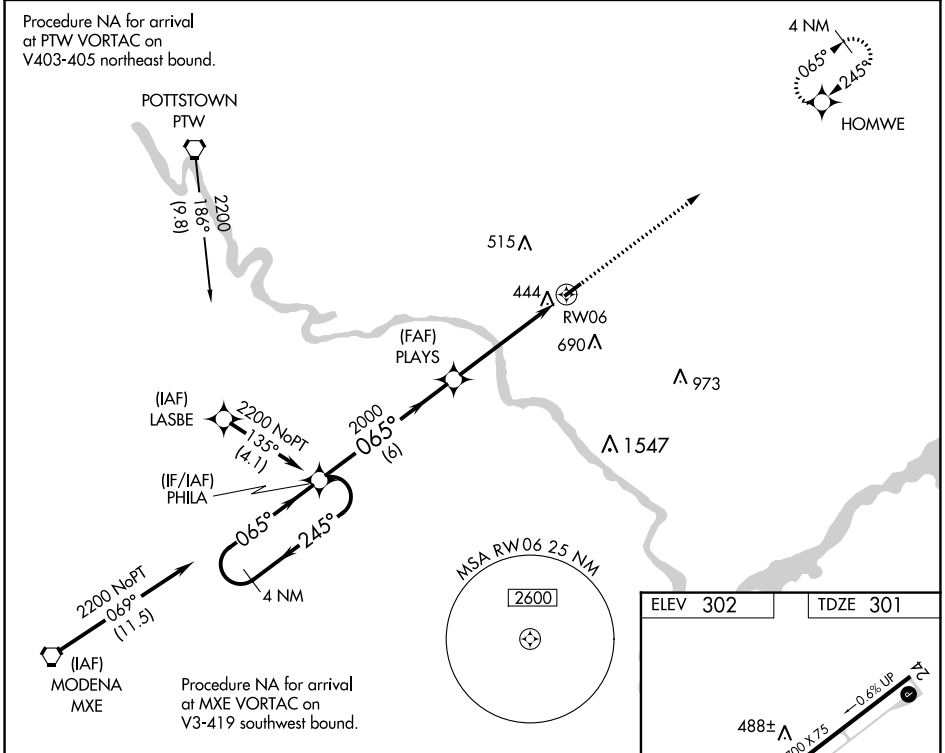 Procedure NA for arrival
at PTW VORTAC on
V403-405 northeast bound.
4 NM
065°
245°
HOMWE
POTTSTOWN
PTW
2200
186°
(9.8)
515
444
RW06
690
(FAF)
PLAYS
973
(IAF)
LASBE
2200 NoPT
135°
(4.1)
2000
065°
(6)
1547
(IF/IAF)
PHILA
065°
245°
4 NM
MSA RW06 25 NM
2600
2200 NoPT
069°
(11.5)
(IAF)
MODENA
MXE
Procedure NA for arrival
at MXE VORTAC on
V3-419 southwest bound.
ELEV 302
TDZE 301
24
0.6% UP
P
488±
00 X 75